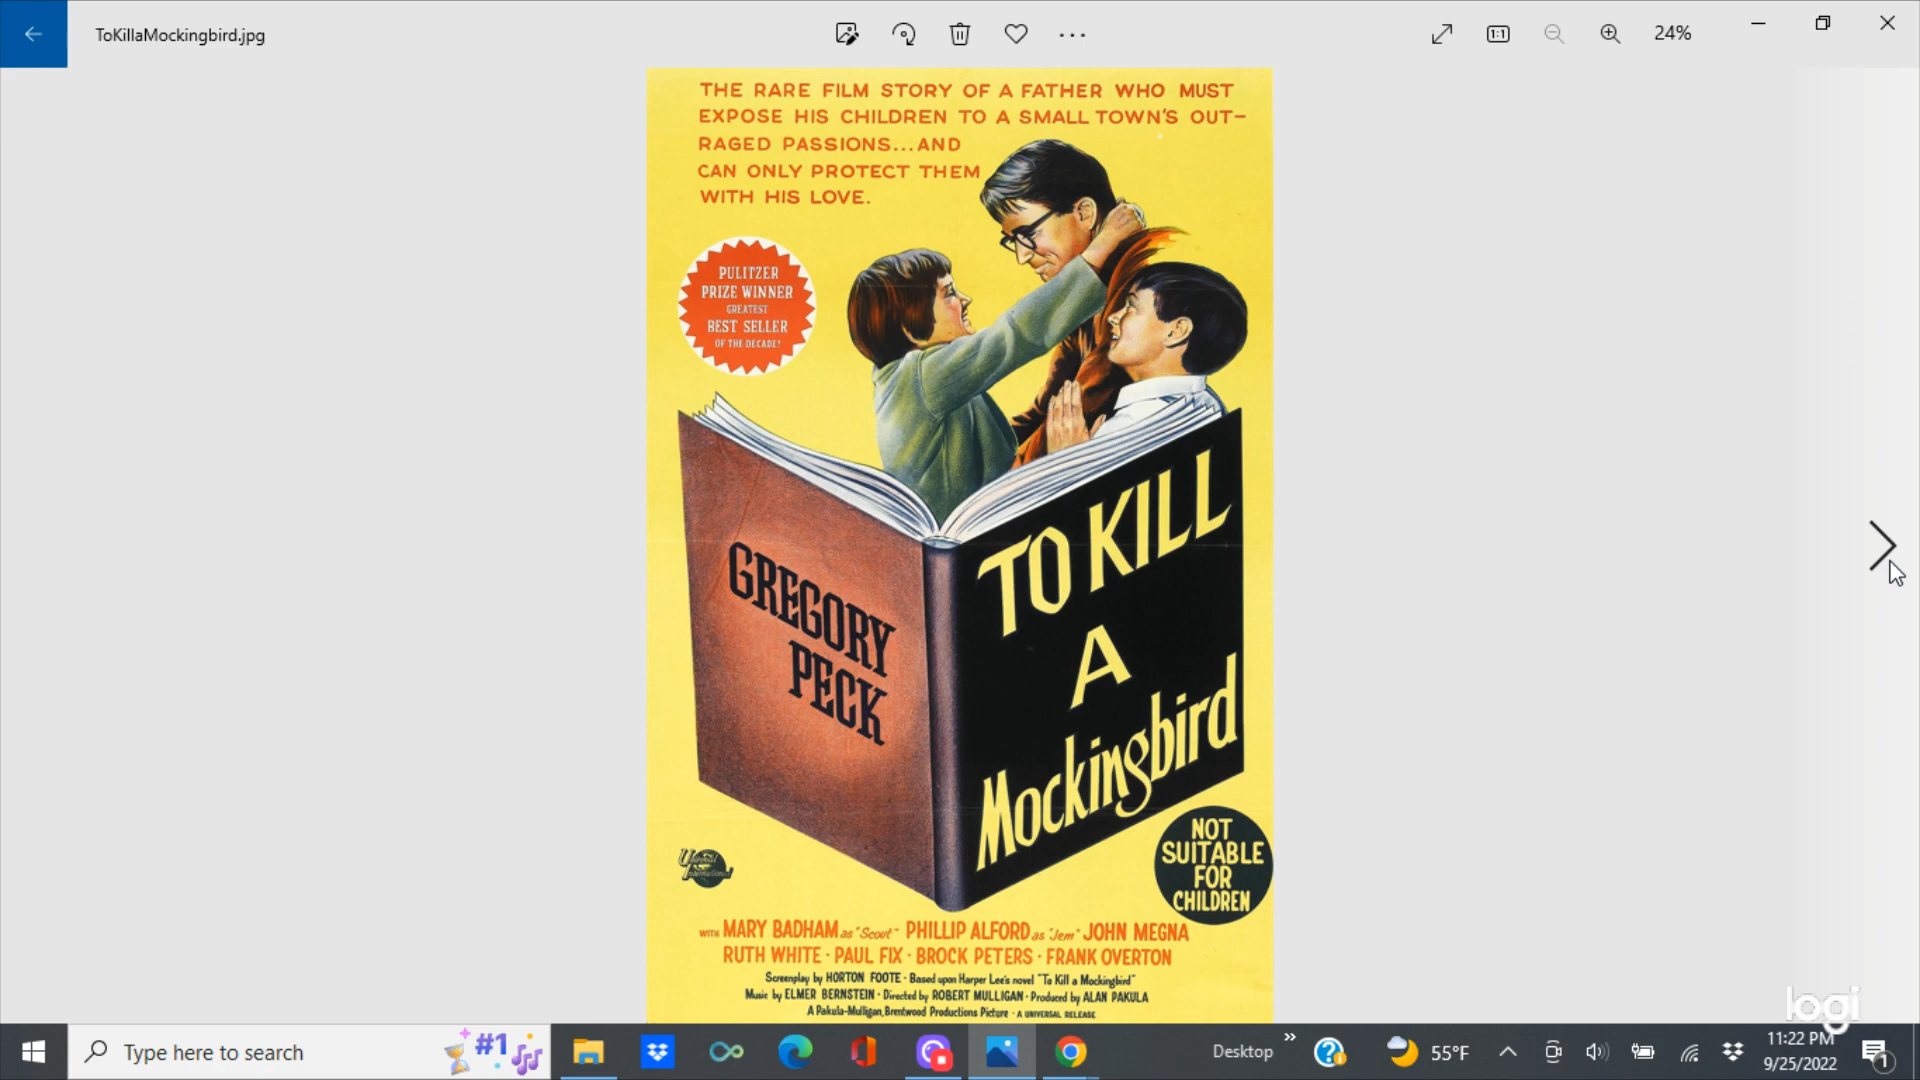 ToKillaMockingbird.jpg
24%
THE RARE FILM STORY OF A FATHER WHO MUST
EXPOSE HIS CHILDREN TO A SMALL TOWN'S OUT-
RAGED PASSIONS...AND
CAN ONLY PROTECT THEM
WITH HIS LOVE.
PULITZER
PRIZE WINNER
GREATEST
BEST SELLER
OF THE DECADE!
GREGORY
PECK
TO KILL
A
Mockingbird
Universal
International
NOT
SUITABLE
FOR
CHILDREN
WITH MARY BADHAM as "Scout" PHILLIP ALFORD as "Jem" JOHN MEGNA
RUTH WHITE · PAUL FIX · BROCK PETERS · FRANK OVERTON
Screenplay by HORTON FOOTE · Based upon Harper Lee's novel "To Kill a Mockingbird"
Music by ELMER BERNSTEIN · Directed by ROBERT MULLIGAN · Produced by ALAN PAKULA
A Pakula-Mulligan, Brentwood Productions Picture · A UNIVERSAL RELEASE
logi
Type here to search
#1
Desktop
55°F
11:22 PM
9/25/2022
1